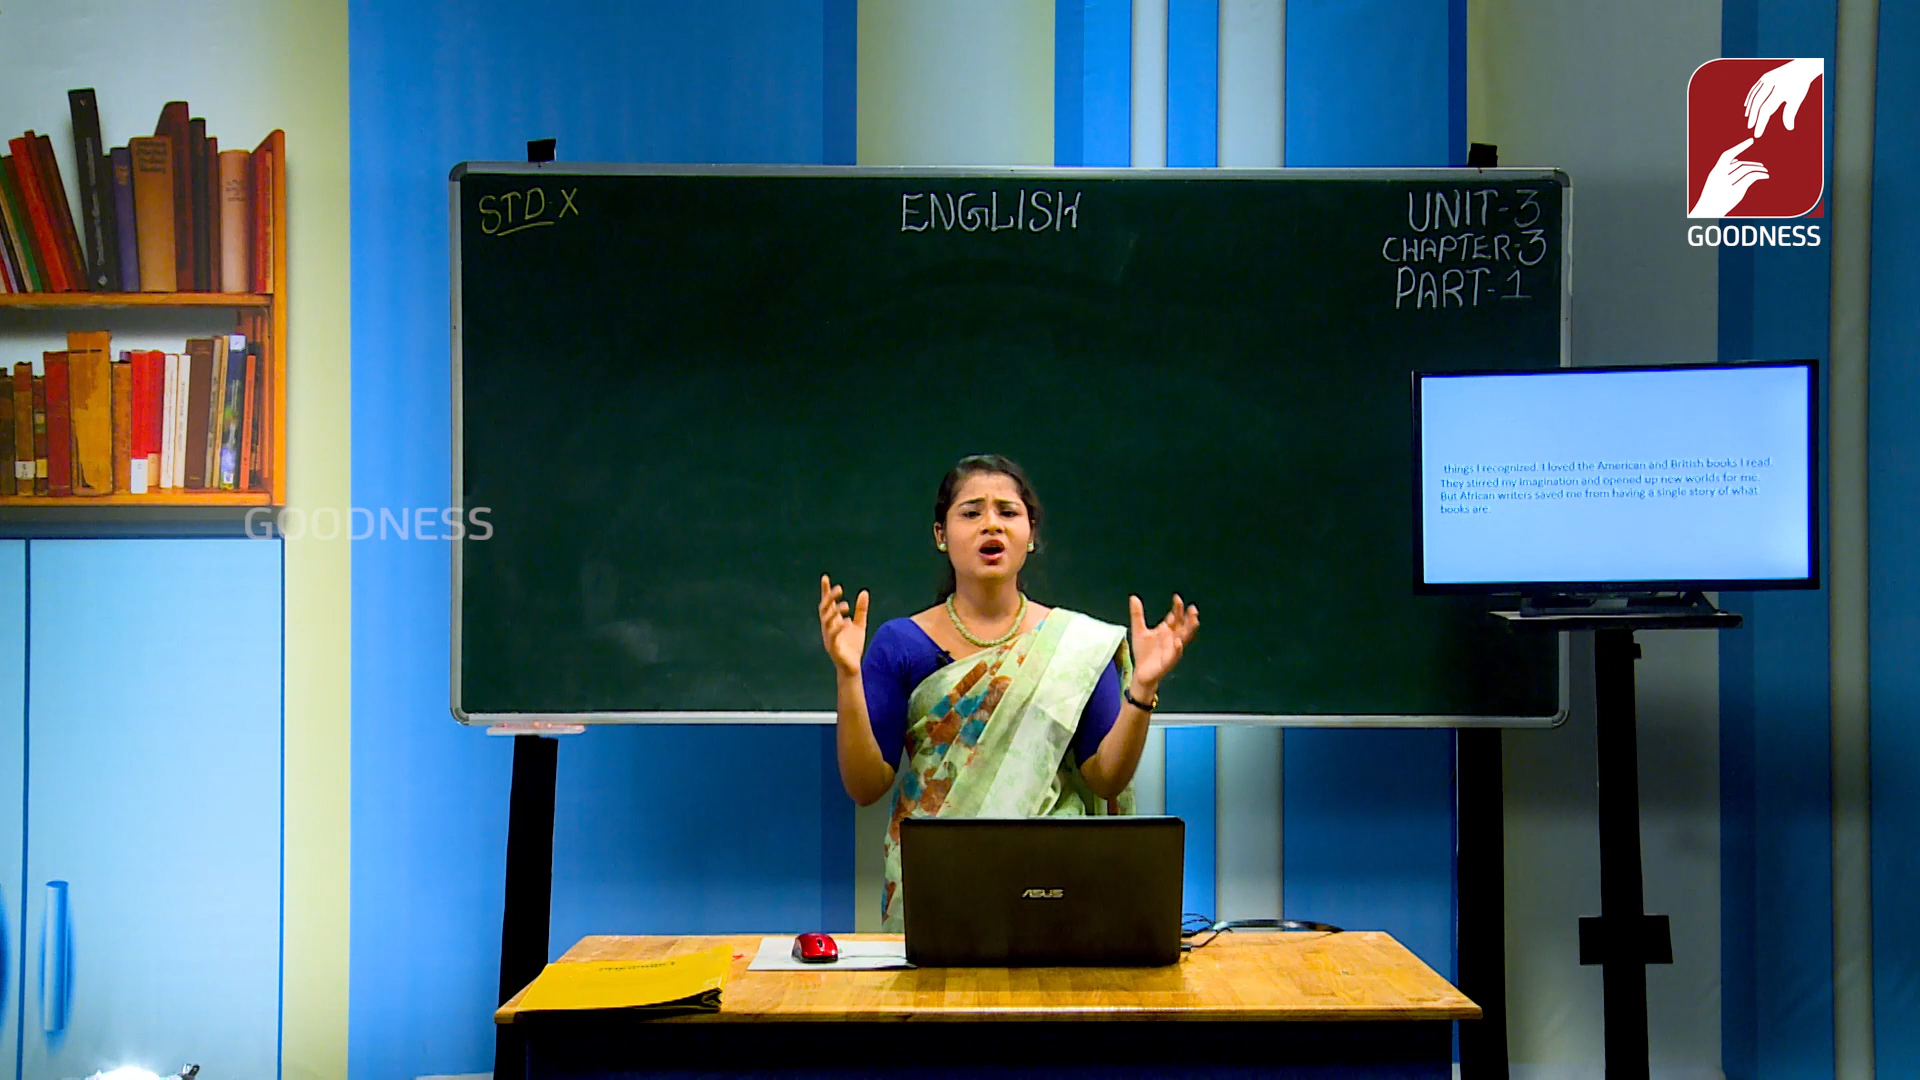 STD-X
ENGLISH
UNIT-3
CHAPTER-3
PART-1
GOODNESS
things I recognized. I loved the American and British books I read.
They stirred my imagination and opened up new worlds for me.
But African writers saved me from having a single story of what
books are.
GOODNESS
ASUS